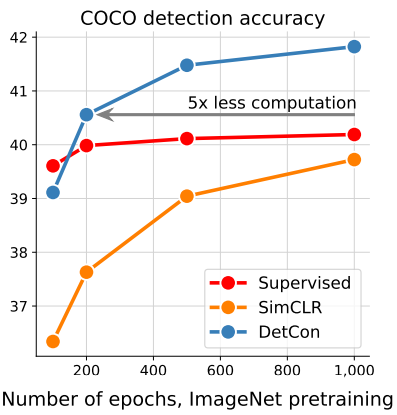 COCO detection accuracy
42
41
40
39
38
37
5x less computation
Supervised
SimCLR
DetCon
200 400 600 800 1,000
Number of epochs, ImageNet pretraining